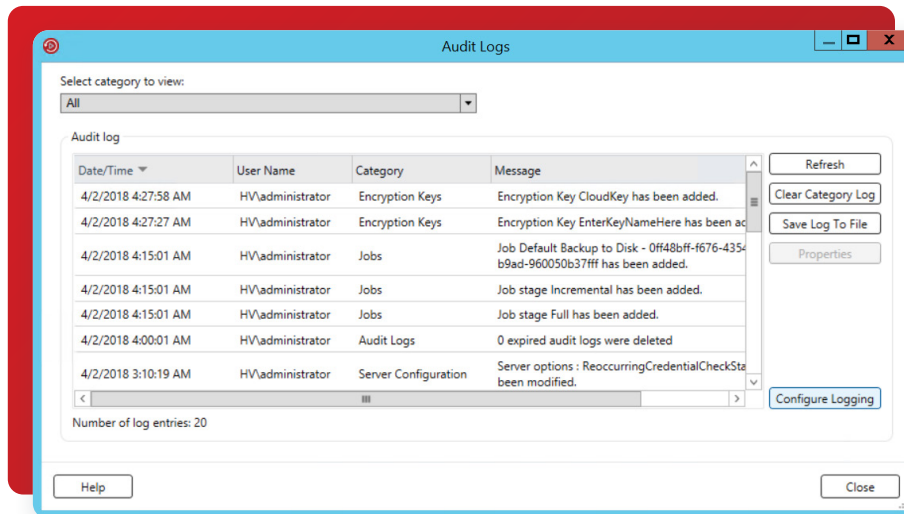 Audit Logs
Select category to view:
All
Audit log
Date/Time User Name Category Message
4/2/2018 4:27:58 AM HV\administrator Encryption Keys Encryption Key CloudKey has been added.
4/2/2018 4:27:27 AM HV\administrator Encryption Keys Encryption Key EnterKeyNameHere has been ad
4/2/2018 4:15:01 AM HV\administrator Jobs Job Default Backup to Disk - 0ff48bff-f676-4354
b9ad-960050b37fff has been added.
4/2/2018 4:15:01 AM HV\administrator Jobs Job stage Incremental has been added.
4/2/2018 4:15:01 AM HV\administrator Jobs Job stage Full has been added.
4/2/2018 4:00:01 AM HV\administrator Audit Logs 0 expired audit logs were deleted
4/2/2018 3:10:19 AM HV\administrator Server Configuration Server options : ReoccurringCredentialCheckSta
been modified.
Refresh
Clear Category Log
Save Log To File
Properties
Configure Logging
Number of log entries: 20
Help
Close